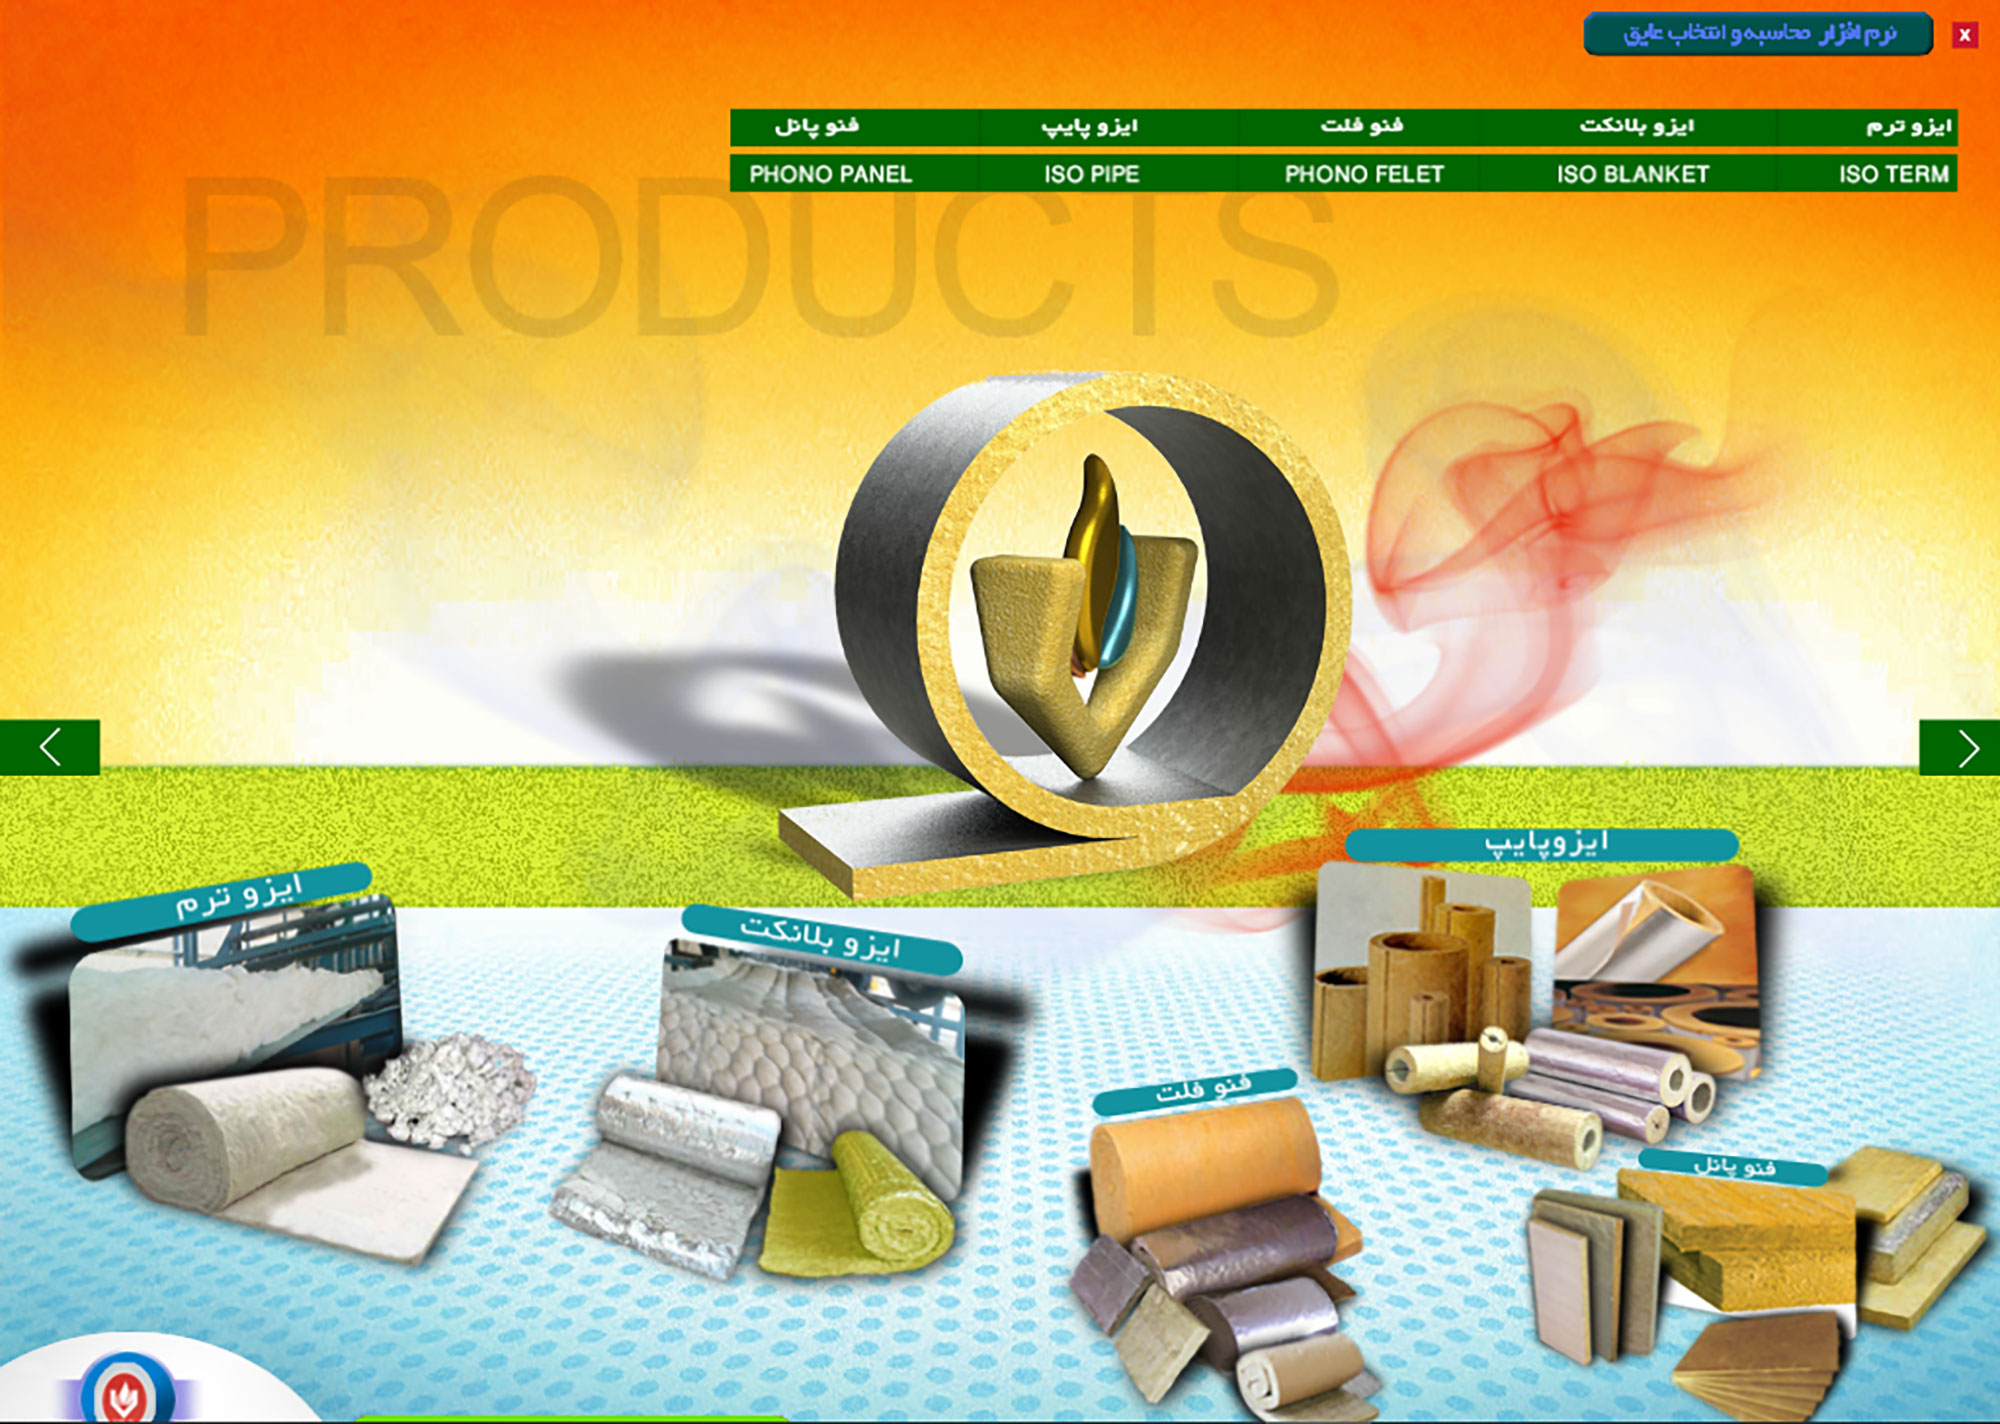 نرم افزار محاسبه و انتخاب عایق
X
ایزو ترم ایزو بلانکت فنو فلت ایزو پایپ فنو پانل
PHONO PANEL ISO PIPE PHONO FELET ISO BLANKET ISO TERM
PRODUCTS
ایزوپایپ
ایزو ترم
ایزو بلانکت
فنو فلت
فنو پانل